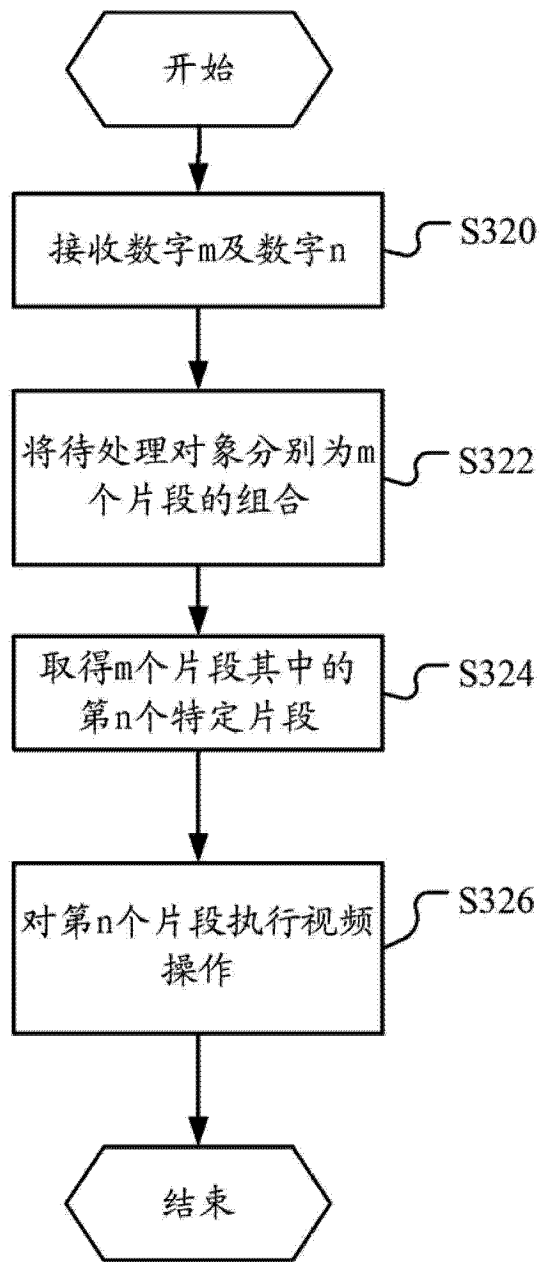 开始
接收数字m及数字n
S320
将待处理对象分别为m
个片段的组合
S322
取得m个片段其中的
第n个特定片段
S324
对第n个片段执行视频
操作
S326
结束